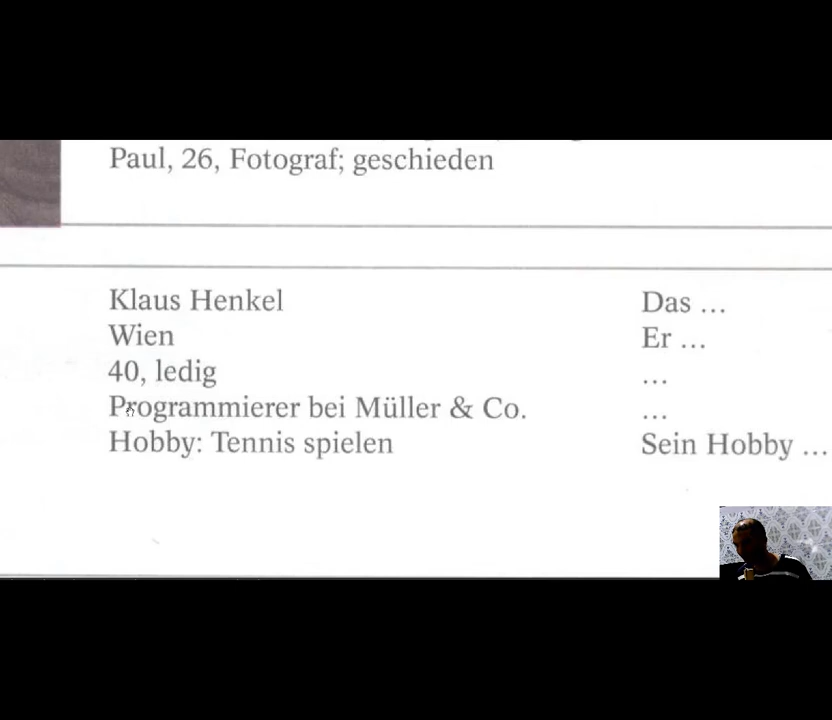 Paul, 26, Fotograf; geschieden
Klaus Henkel Das ...
Wien Er ...
40, ledig ...
Programmierer bei Müller & Co. ...
Hobby: Tennis spielen Sein Hobby ...